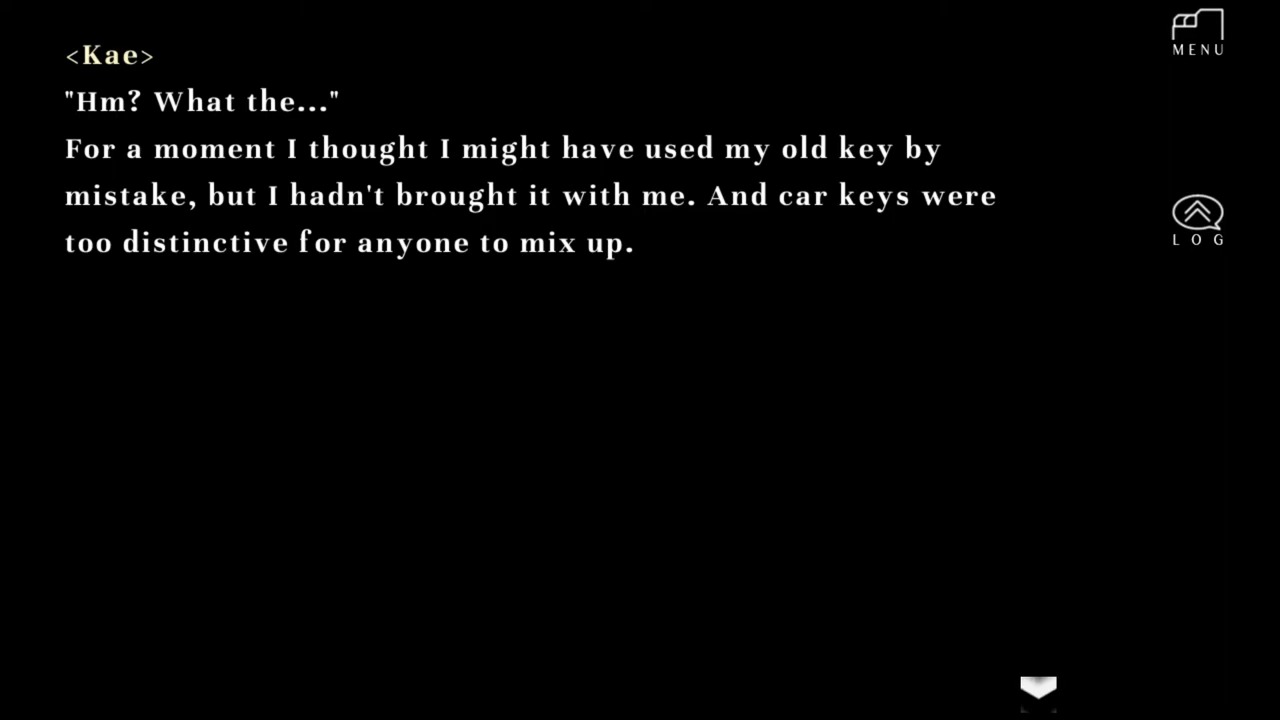 <Kae>
MENU
"Hm? What the..."
For a moment I thought I might have used my old key by
mistake, but I hadn't brought it with me. And car keys were
too distinctive for anyone to mix up.
LOG